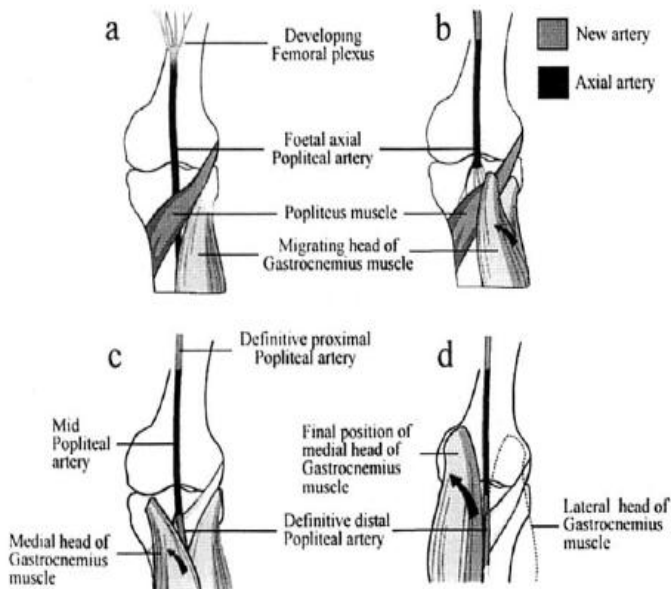 a
Developing
Femoral plexus
b
New artery
Axial artery
Foetal axial
Popliteal artery
Popliteus muscle
Migrating head of
Gastrocnemius muscle
c
Definitive proximal
Popliteal artery
d
Mid
Popliteal
artery
Final position of
medial head of
Gastrocnemius
muscle
Definitive distal
Popliteal artery
Medial head of
Gastrocnemius
muscle
Lateral head of
Gastrocnemius
muscle